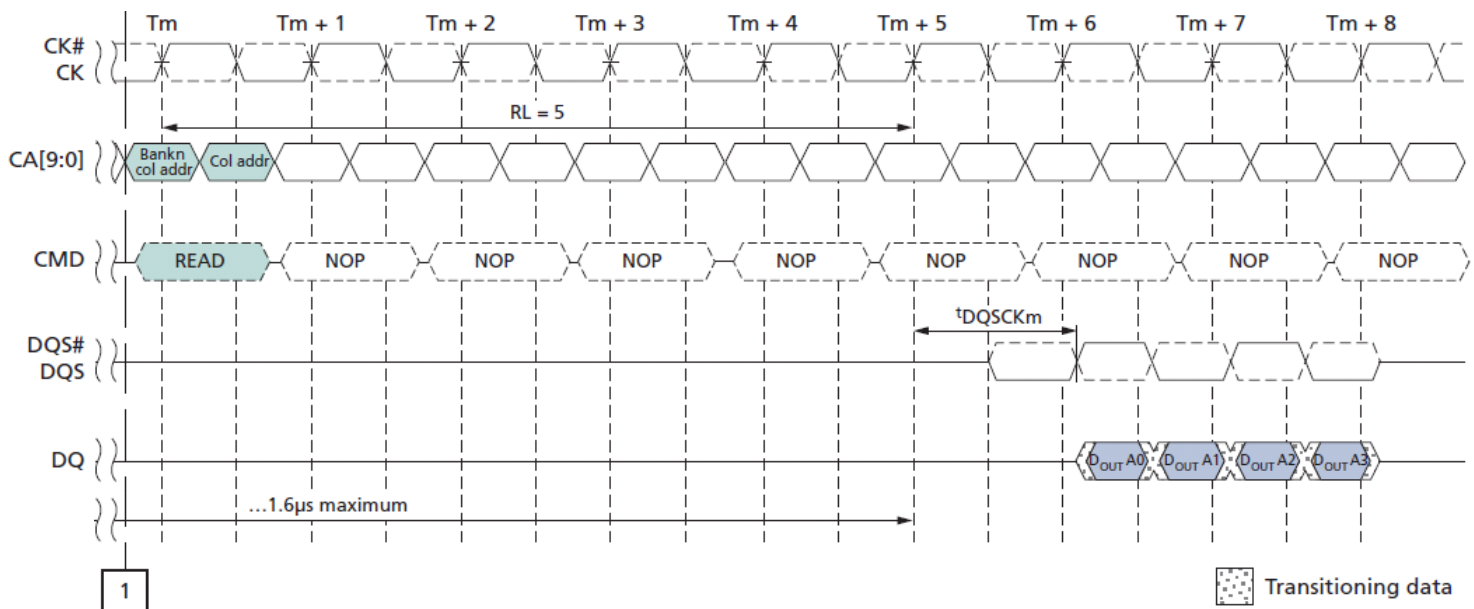 Tm Tm + 1 Tm + 2 Tm + 3 Tm + 4 Tm + 5 Tm + 6 Tm + 7 Tm + 8
CK#
CK
RL = 5
CA[9:0] Bankn col addr Col addr
CMD READ NOP NOP NOP NOP NOP NOP NOP NOP
tDQSCKm
DQS#
DQS
DQ DOUT A0 DOUT A1 DOUT A2 DOUT A3
…1.6µs maximum
1 Transitioning data